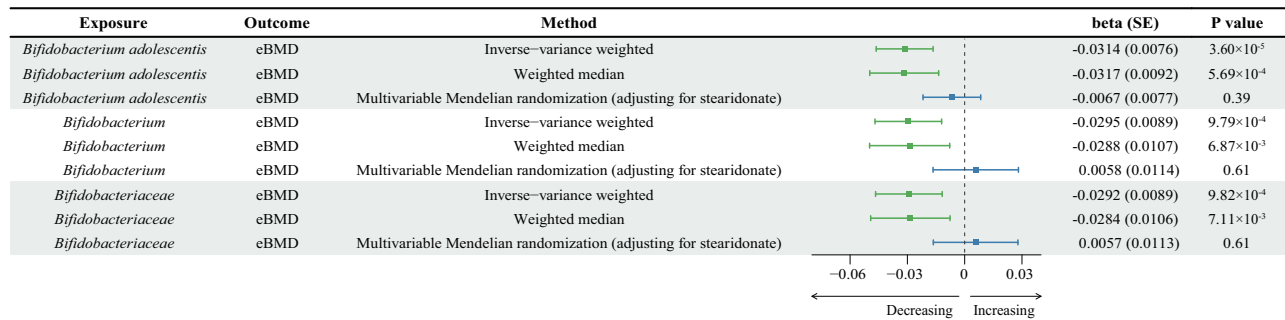 Exposure Outcome Method beta (SE) P value
Bifidobacterium adolescentis eBMD Inverse−variance weighted -0.0314 (0.0076) 3.60×10⁻⁵
Bifidobacterium adolescentis eBMD Weighted median -0.0317 (0.0092) 5.69×10⁻⁴
Bifidobacterium adolescentis eBMD Multivariable Mendelian randomization (adjusting for stearidonate) -0.0067 (0.0077) 0.39
Bifidobacterium eBMD Inverse−variance weighted -0.0295 (0.0089) 9.79×10⁻⁴
Bifidobacterium eBMD Weighted median -0.0288 (0.0107) 6.87×10⁻³
Bifidobacterium eBMD Multivariable Mendelian randomization (adjusting for stearidonate) 0.0058 (0.0114) 0.61
Bifidobacteriaceae eBMD Inverse−variance weighted -0.0292 (0.0089) 9.82×10⁻⁴
Bifidobacteriaceae eBMD Weighted median -0.0284 (0.0106) 7.11×10⁻³
Bifidobacteriaceae eBMD Multivariable Mendelian randomization (adjusting for stearidonate) 0.0057 (0.0113) 0.61
−0.06 −0.03 0 0.03
Decreasing Increasing